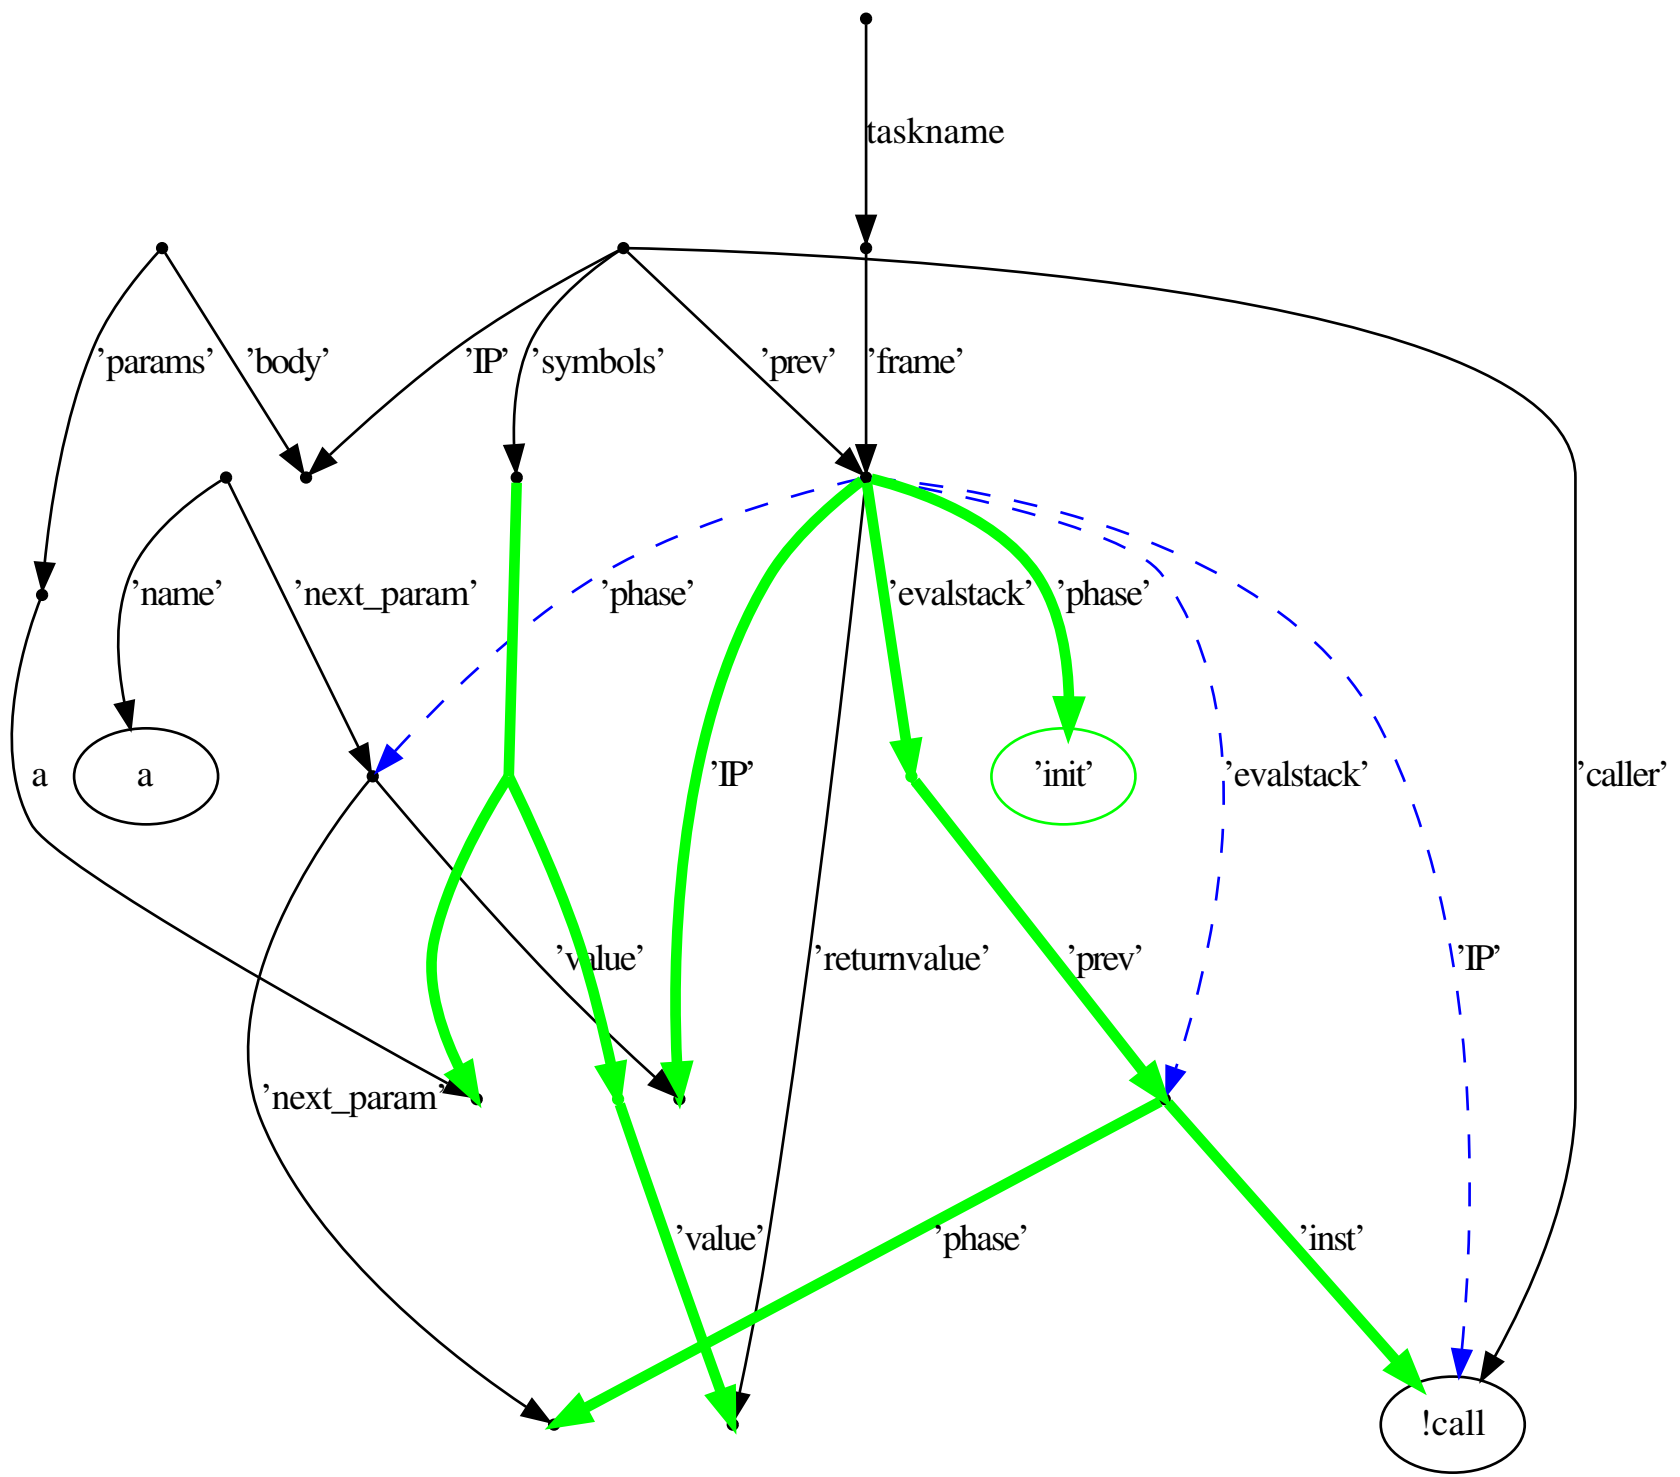 taskname
’params’ ’body’ ’IP’ ’symbols’ ’prev’ ’frame’
’name’ ’next_param’ ’phase’ ’evalstack’ ’phase’
a a ’IP’ ’init’ ’evalstack’ ’caller’
’value’ ’returnvalue’ ’prev’ ’IP’
’next_param’
’value’ ’phase’ ’inst’
!call